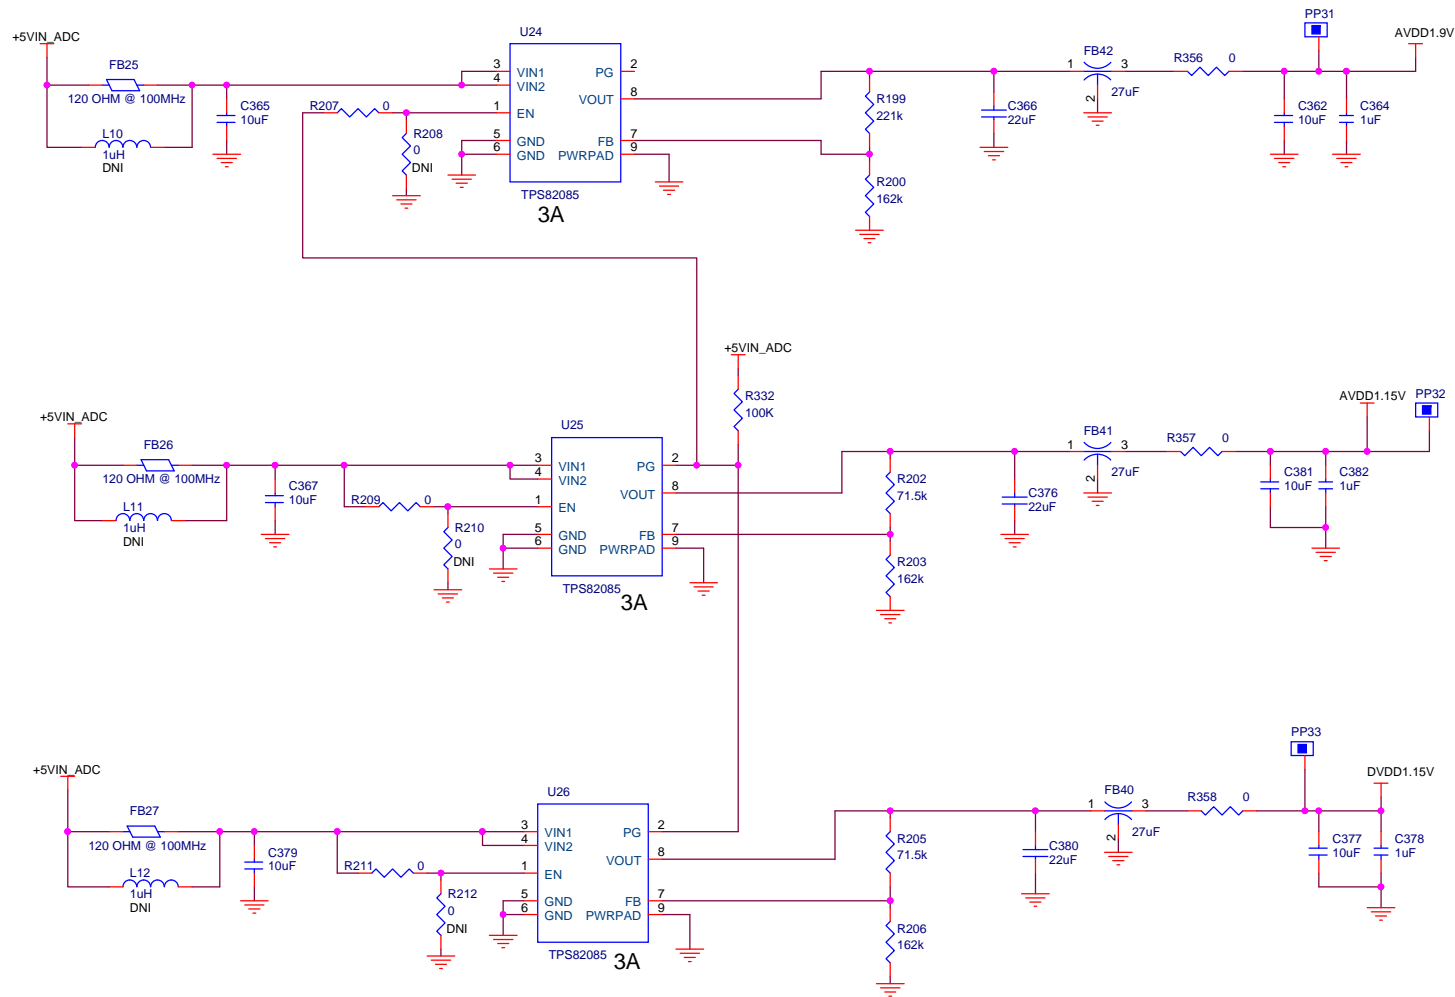 +5VIN_ADC
FB25
120 OHM @ 100MHz
L10
1uH
DNI
C365
10uF
R207 0
R208
0
DNI
U24
3 VIN1
4 VIN2
1 EN
5 GND
6 GND
PG 2
VOUT 8
FB 7
PWRPAD 9
TPS82085
3A
R199
221k
R200
162k
C366
22uF
FB42
1 3
2
27uF
R356 0
PP31
AVDD1.9V
C362
10uF
C364
1uF
+5VIN_ADC
R332
100K
+5VIN_ADC
FB26
120 OHM @ 100MHz
L11
1uH
DNI
C367
10uF
R209 0
R210
0
DNI
U25
3 VIN1
4 VIN2
1 EN
5 GND
6 GND
PG 2
VOUT 8
FB 7
PWRPAD 9
TPS82085
3A
R202
71.5k
R203
162k
C376
22uF
FB41
1 3
2
27uF
R357 0
AVDD1.15V
PP32
C381
10uF
C382
1uF
+5VIN_ADC
FB27
120 OHM @ 100MHz
L12
1uH
DNI
C379
10uF
R211 0
R212
0
DNI
U26
3 VIN1
4 VIN2
1 EN
5 GND
6 GND
PG 2
VOUT 8
FB 7
PWRPAD 9
TPS82085
3A
R205
71.5k
R206
162k
C380
22uF
FB40
1 3
2
27uF
R358 0
PP33
DVDD1.15V
C377
10uF
C378
1uF